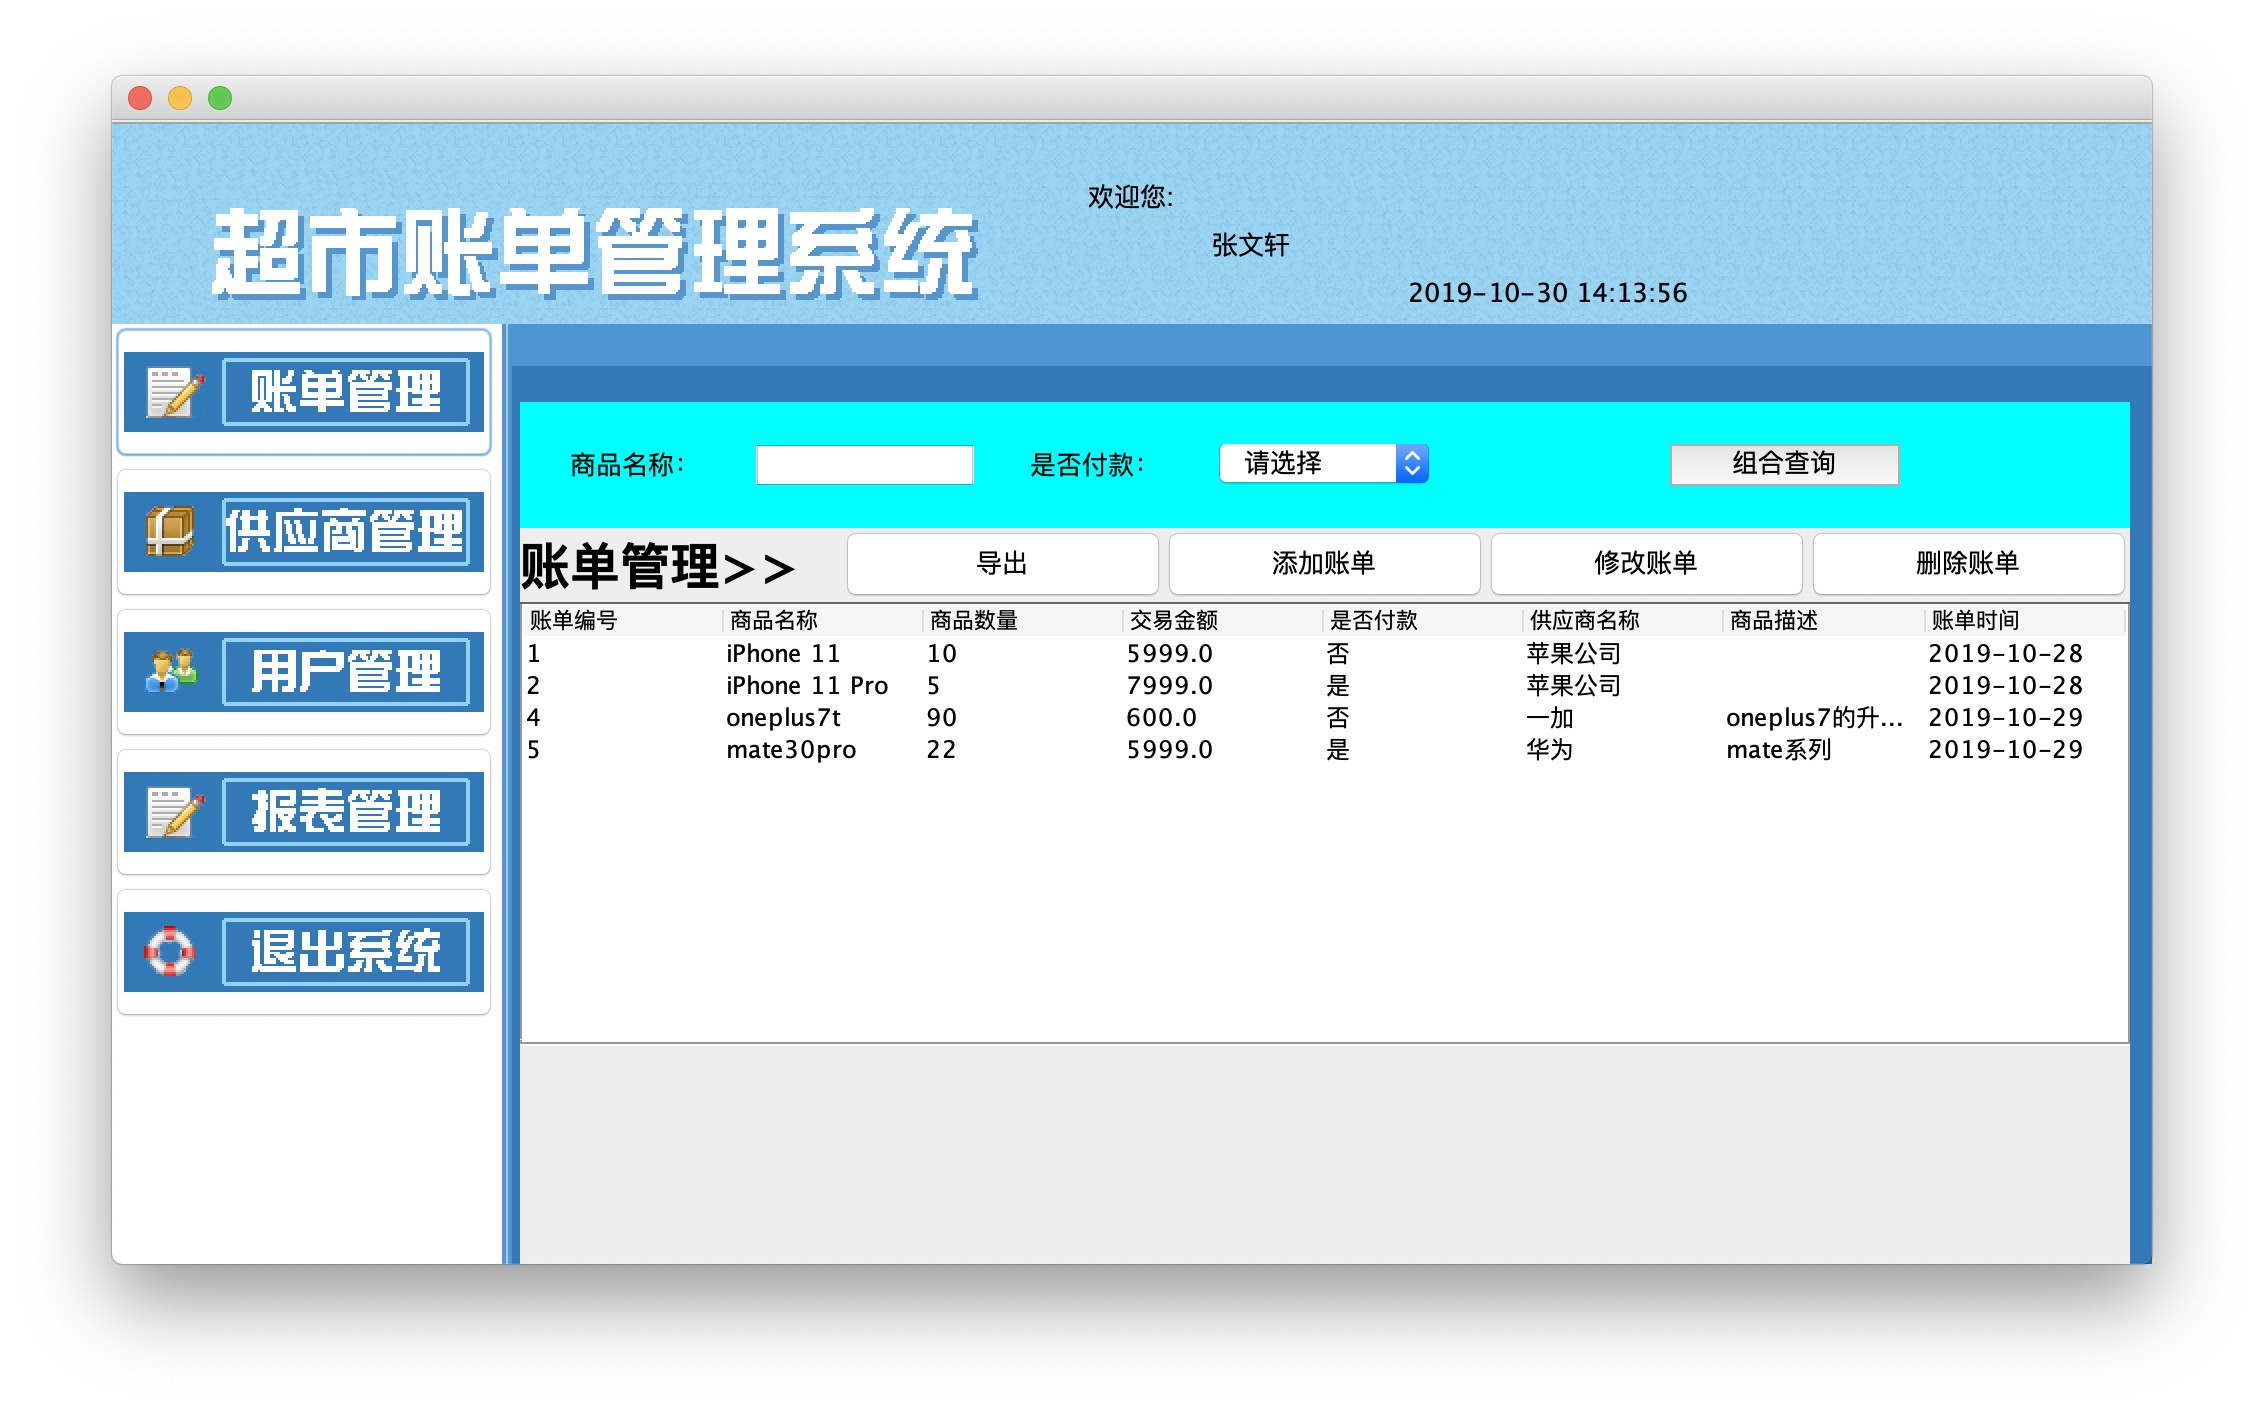 超市账单管理系统
欢迎您:
张文轩
2019-10-30 14:13:56
账单管理
供应商管理
用户管理
报表管理
退出系统
商品名称: 是否付款: 请选择 组合查询
账单管理>> 导出 添加账单 修改账单 删除账单
账单编号 商品名称 商品数量 交易金额 是否付款 供应商名称 商品描述 账单时间
1 iPhone 11 10 5999.0 否 苹果公司 2019-10-28
2 iPhone 11 Pro 5 7999.0 是 苹果公司 2019-10-28
4 oneplus7t 90 600.0 否 一加 oneplus7的升... 2019-10-29
5 mate30pro 22 5999.0 是 华为 mate系列 2019-10-29